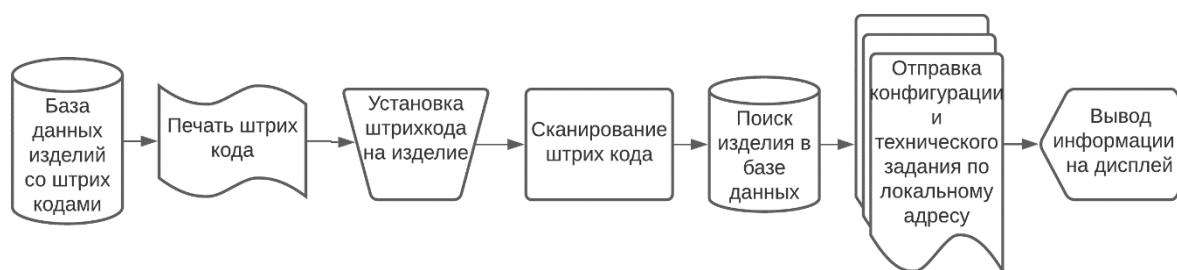 База
данных
изделий
со штрих
кодами
Печать штрих
кода
Установка
штрихкода
на изделие
Сканирование
штрих кода
Поиск
изделия в
базе
данных
Отправка
конфигурации
и
технического
задания по
локальному
адресу
Вывод
информации
на дисплей